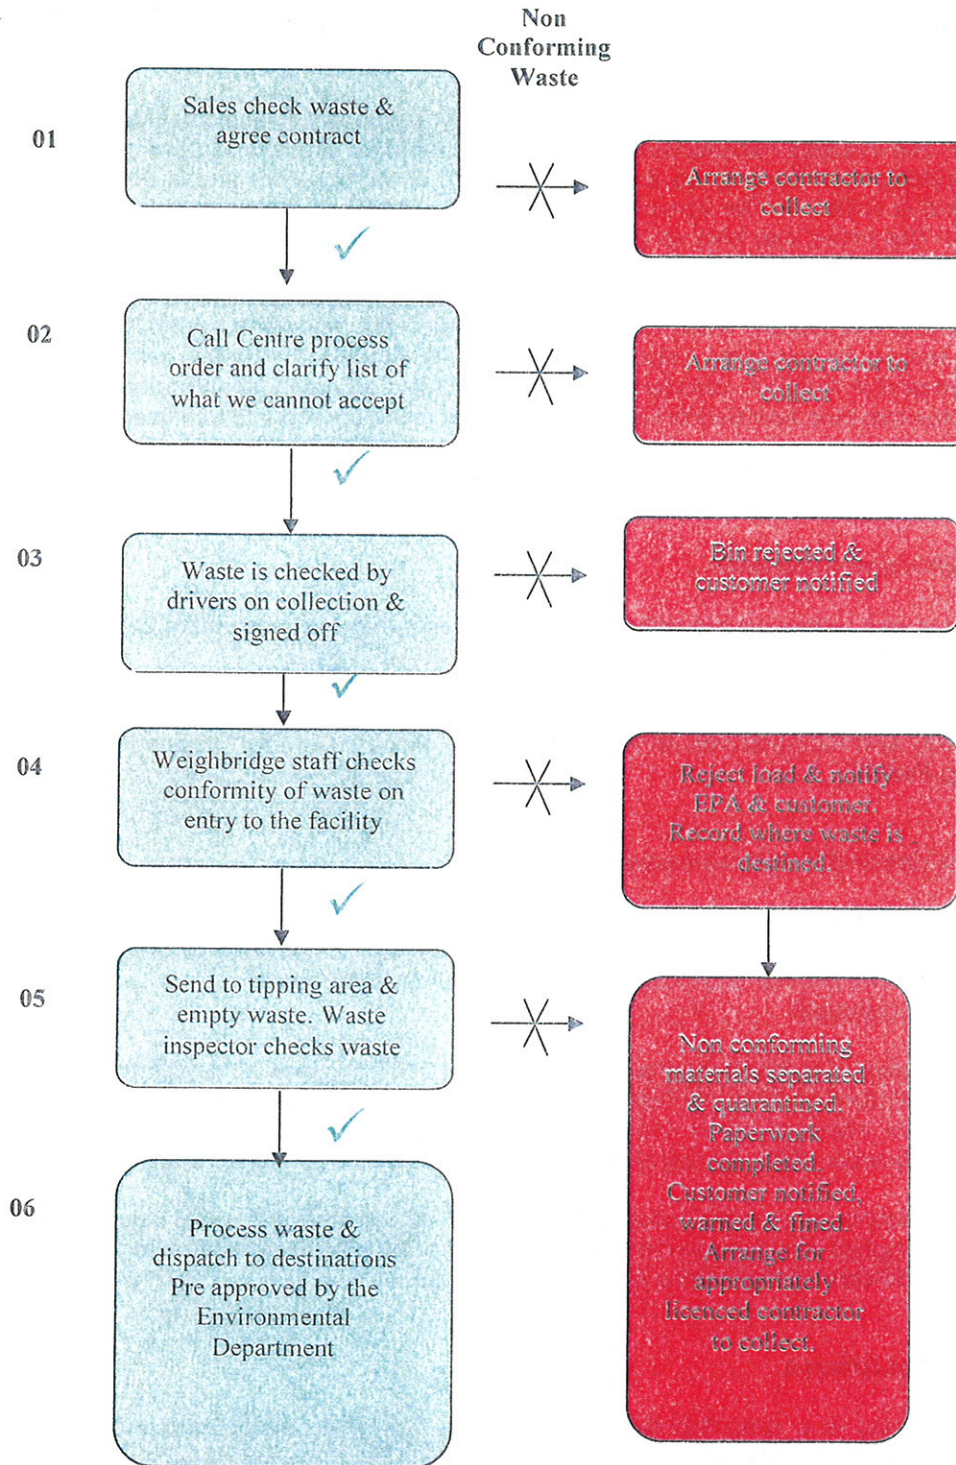 Non
Conforming
Waste
01
Sales check waste &
agree contract
Arrange contractor to
collect
02
Call Centre process
order and clarify list of
what we cannot accept
Arrange contractor to
collect
03
Waste is checked by
drivers on collection &
signed off
Bin rejected &
customer notified
04
Weighbridge staff checks
conformity of waste on
entry to the facility
Reject load & notify
EPA & customer.
Record where waste is
destined.
05
Send to tipping area &
empty waste. Waste
inspector checks waste
Non conforming
materials separated
& quarantined.
Paperwork
completed.
Customer notified,
warned & fined.
Arrange for
appropriately
licenced contractor
to collect.
06
Process waste &
dispatch to destinations
Pre approved by the
Environmental
Department